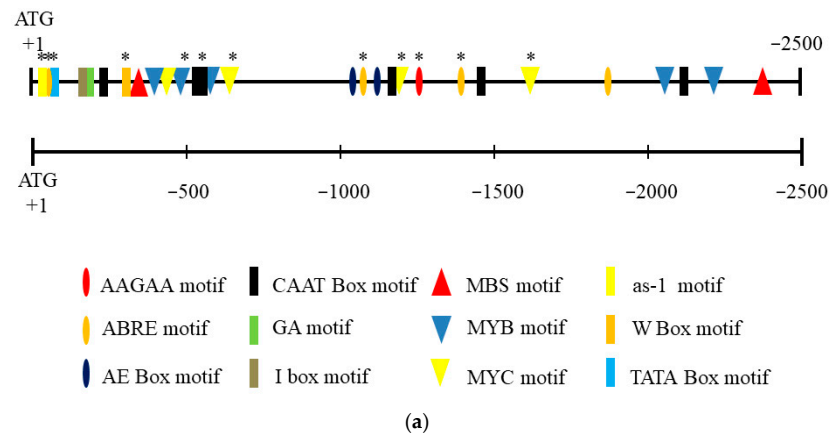 ATG
+1
−2500
*** * * * * * * * * *
ATG
+1
−500
−1000
−1500
−2000
−2500
AAGAA motif
CAAT Box motif
MBS motif
as-1 motif
ABRE motif
GA motif
MYB motif
W Box motif
AE Box motif
I box motif
MYC motif
TATA Box motif
(a)